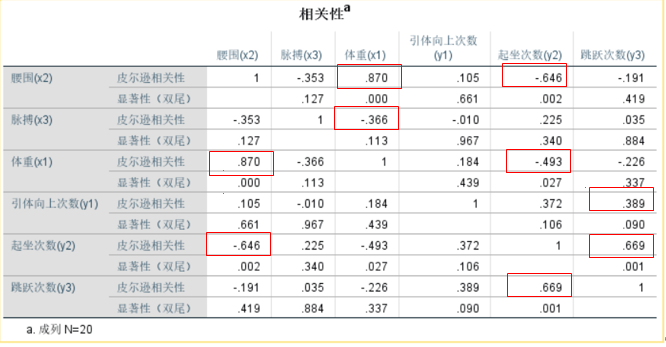 相关性a
腰围(x2) 脉搏(x3) 体重(x1) 引体向上次数(y1) 起坐次数(y2) 跳跃次数(y3)
腰围(x2) 皮尔逊相关性 1 -.353 .870 .105 -.646 -.191
显著性（双尾） .127 .000 .661 .002 .419
脉搏(x3) 皮尔逊相关性 -.353 1 -.366 -.010 .225 .035
显著性（双尾） .127 .113 .967 .340 .884
体重(x1) 皮尔逊相关性 .870 -.366 1 .184 -.493 -.226
显著性（双尾） .000 .113 .439 .027 .337
引体向上次数(y1) 皮尔逊相关性 .105 -.010 .184 1 .372 .389
显著性（双尾） .661 .967 .439 .106 .090
起坐次数(y2) 皮尔逊相关性 -.646 .225 -.493 .372 1 .669
显著性（双尾） .002 .340 .027 .106 .001
跳跃次数(y3) 皮尔逊相关性 -.191 .035 -.226 .389 .669 1
显著性（双尾） .419 .884 .337 .090 .001
a. 成列 N=20